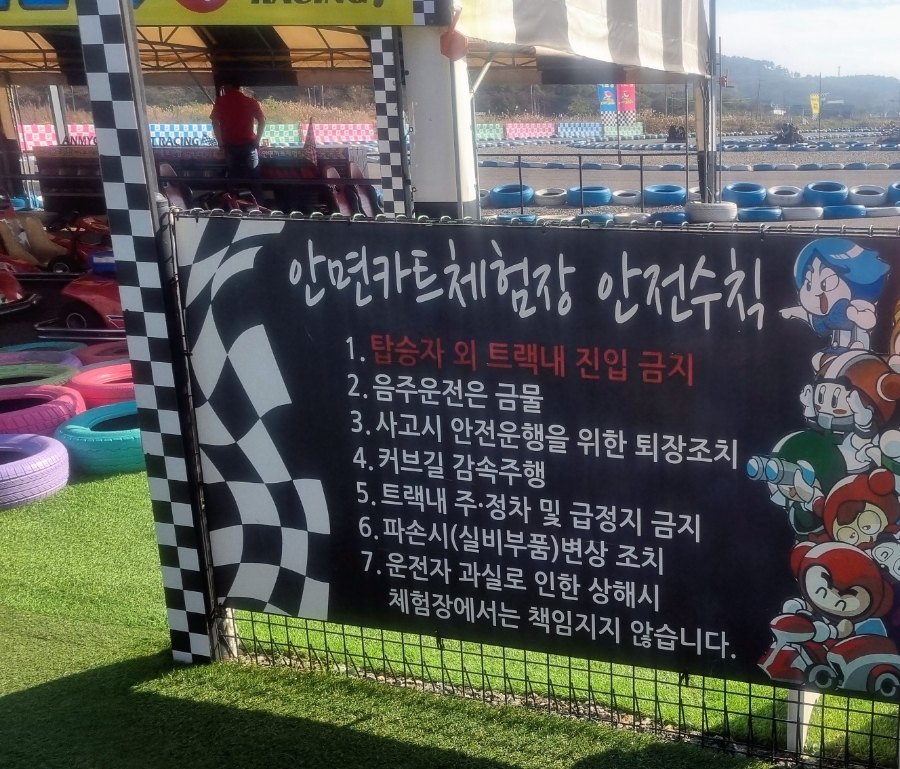 RACING!
ANMYO
RACING
안면카트체험장 안전수칙
1. 탑승자 외 트랙내 진입 금지
2. 음주운전은 금물
3. 사고시 안전운행을 위한 퇴장조치
4. 커브길 감속주행
5. 트랙내 주·정차 및 급정지 금지
6. 파손시(실비부품)변상 조치
7. 운전자 과실로 인한 상해시
체험장에서는 책임지지 않습니다.